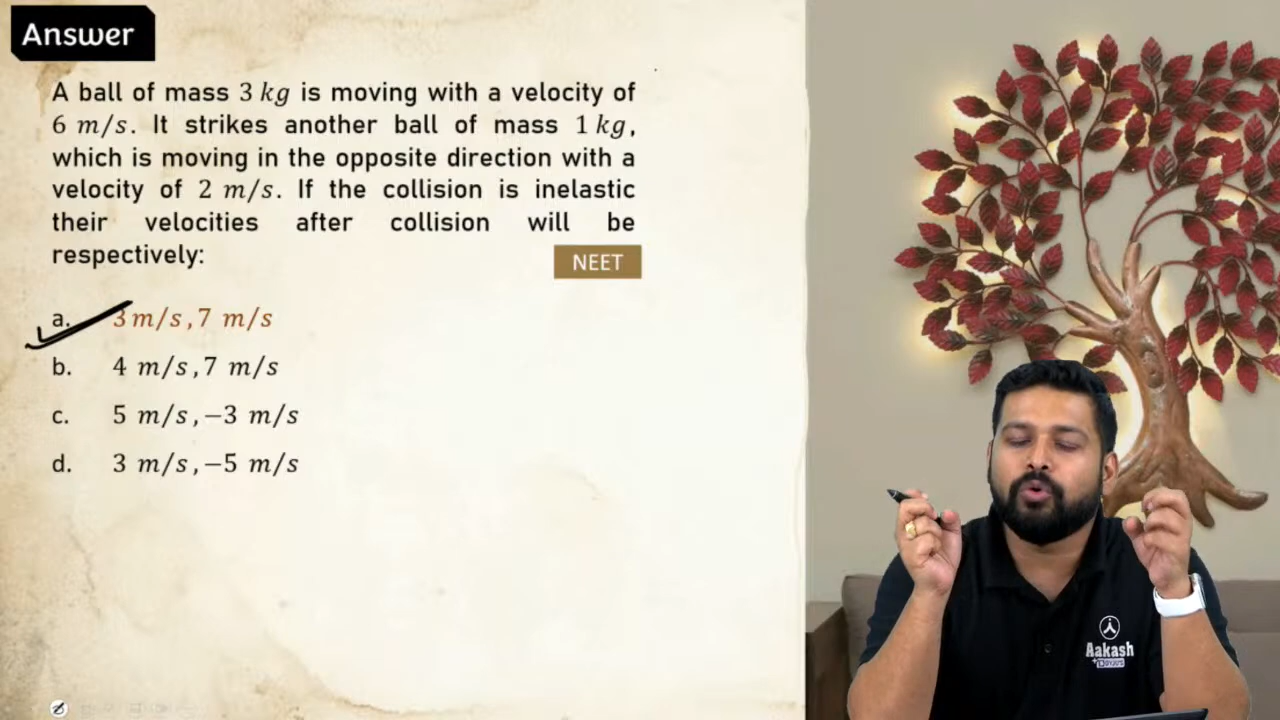 Answer
A ball of mass 3 kg is moving with a velocity of
6 m/s. It strikes another ball of mass 1 kg,
which is moving in the opposite direction with a
velocity of 2 m/s. If the collision is inelastic
their velocities after collision will be
respectively:
NEET
a. 3 m/s, 7 m/s
b. 4 m/s, 7 m/s
c. 5 m/s, −3 m/s
d. 3 m/s, −5 m/s
Aakash